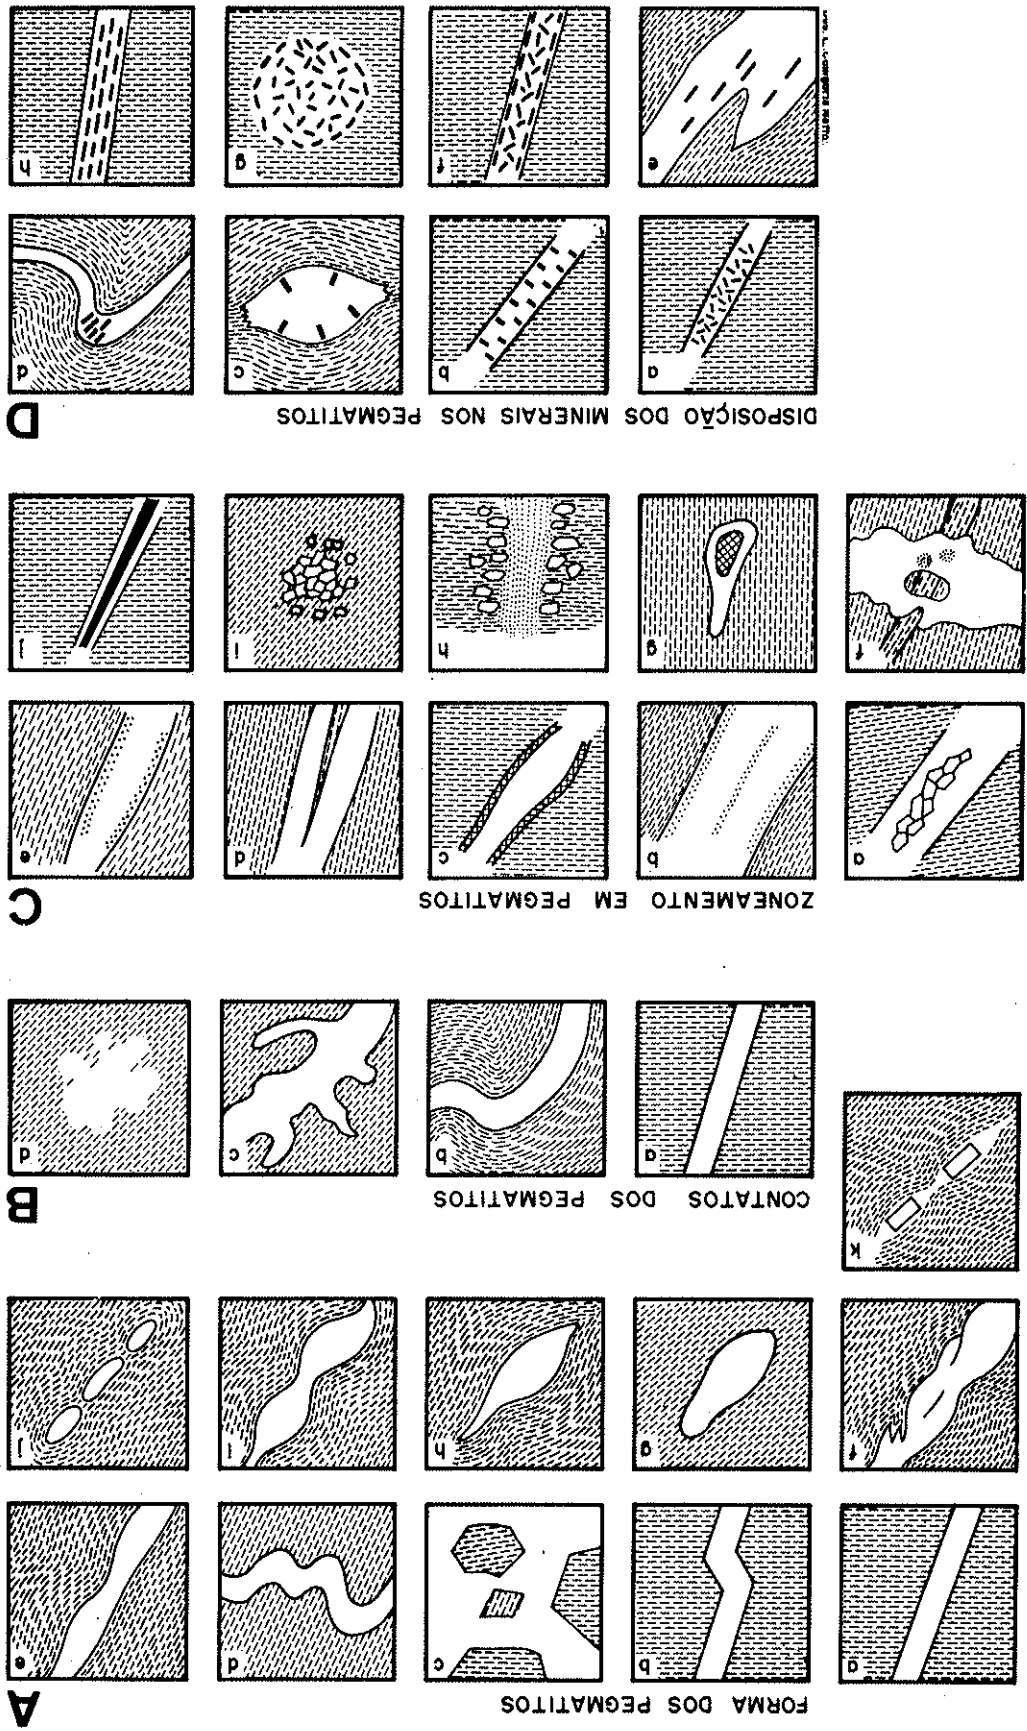 FORMA DOS PEGMATITOS A
a b c d e
f g h i j
k
CONTATOS DOS PEGMATITOS B
a b c d
ZONEAMENTO EM PEGMATITOS C
a b c d e
f g h i j
DISPOSIÇÃO DOS MINERAIS NOS PEGMATITOS D
a b c d
e f g h